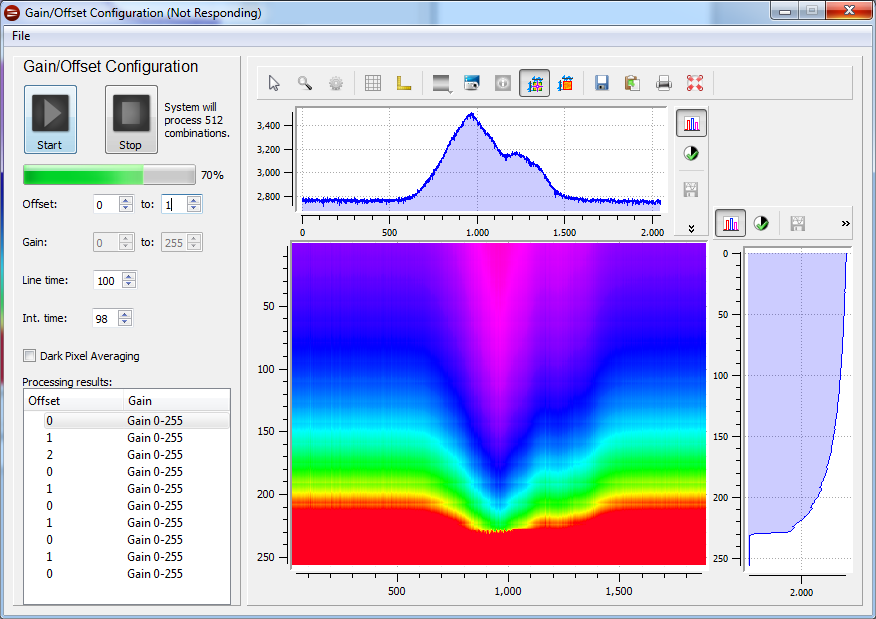 Gain/Offset Configuration (Not Responding)
File
Gain/Offset Configuration
Start
Stop
System will
process 512
combinations.
70%
Offset: 0 to: 1
Gain: 0 to: 255
Line time: 100
Int. time: 98
Dark Pixel Averaging
Processing results:
Offset Gain
0 Gain 0-255
1 Gain 0-255
2 Gain 0-255
0 Gain 0-255
1 Gain 0-255
0 Gain 0-255
1 Gain 0-255
0 Gain 0-255
1 Gain 0-255
0 Gain 0-255
3,400
3,200
3,000
2,800
0 500 1.000 1.500 2.000
50
100
150
200
250
500 1,000 1,500
»
0
50
100
150
200
250
2.000